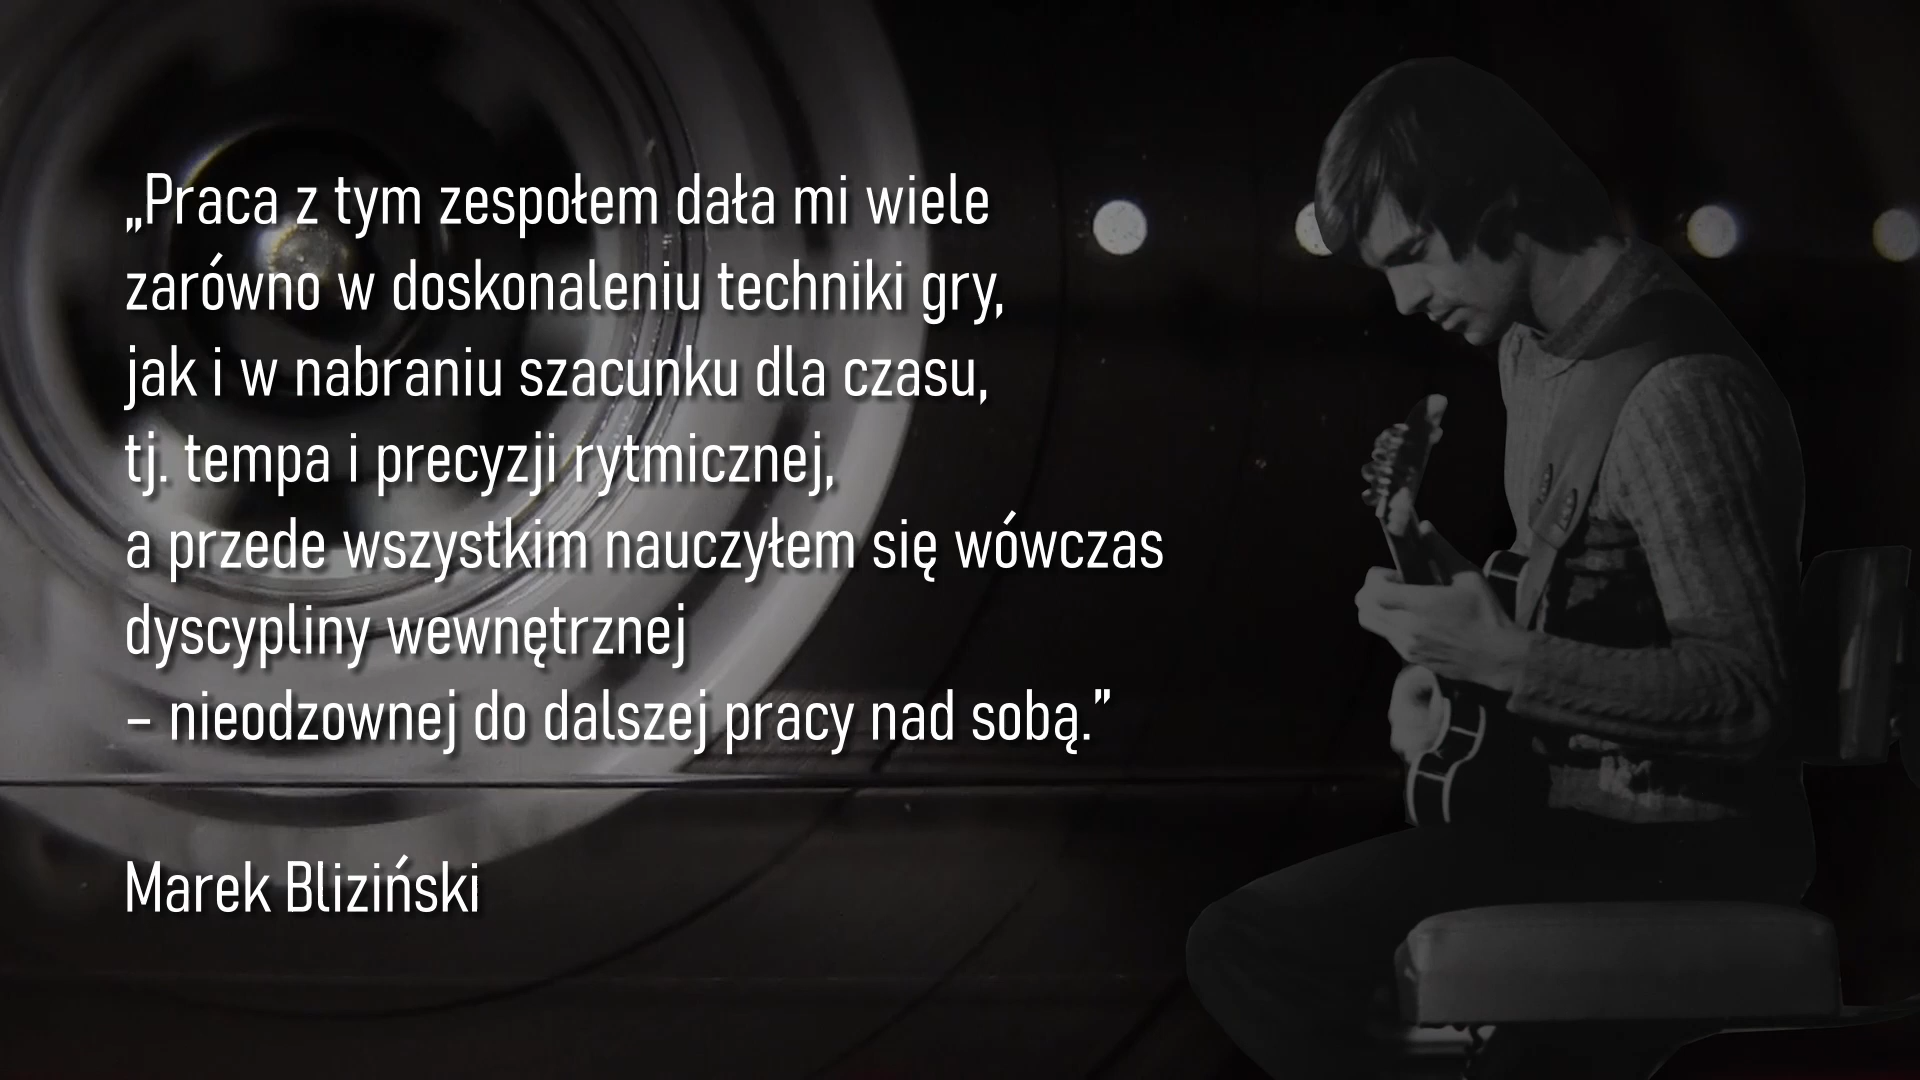 „Praca z tym zespołem dała mi wiele
zarówno w doskonaleniu techniki gry,
jak i w nabraniu szacunku dla czasu,
tj. tempa i precyzji rytmicznej,
a przede wszystkim nauczyłem się wówczas
dyscypliny wewnętrznej
– nieodzownej do dalszej pracy nad sobą.”
Marek Bliziński